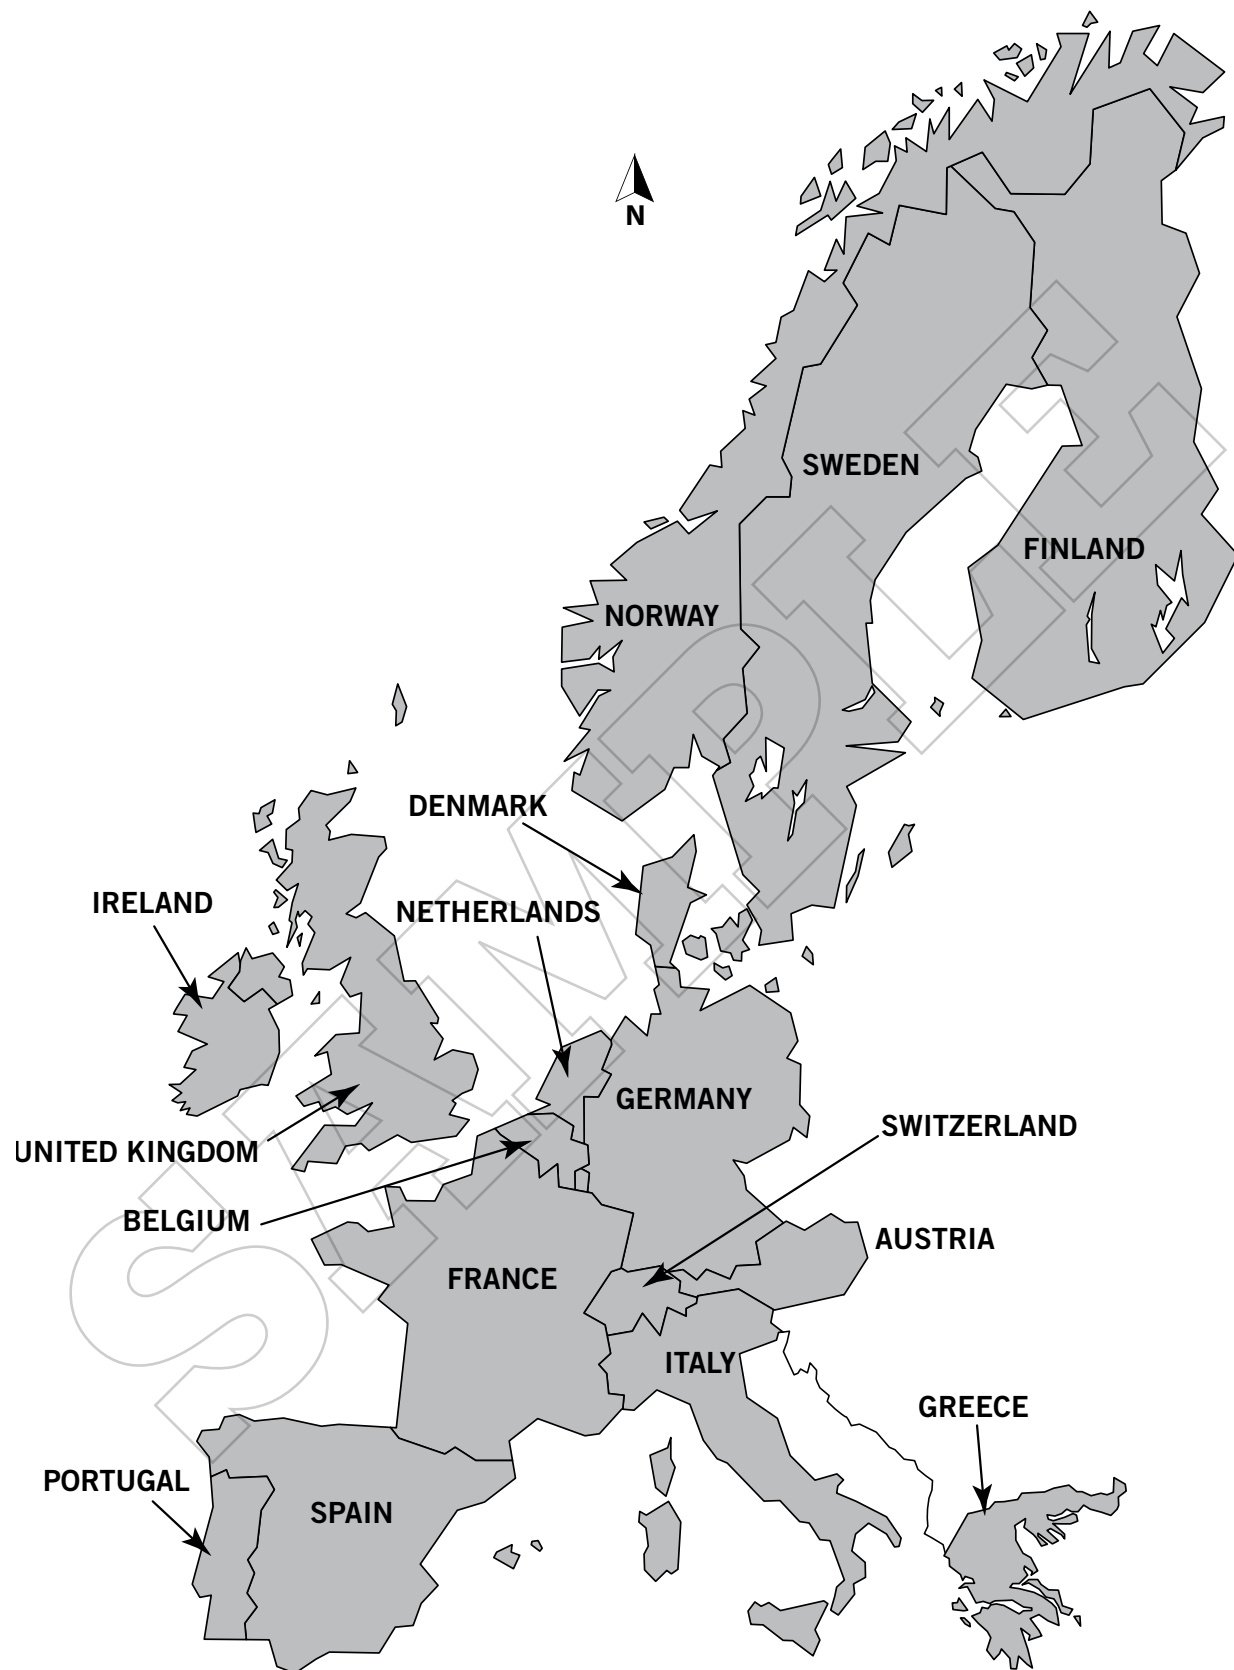 N
SWEDEN
FINLAND
NORWAY
DENMARK
IRELAND
NETHERLANDS
GERMANY
SWITZERLAND
UNITED KINGDOM
BELGIUM
AUSTRIA
FRANCE
ITALY
GREECE
PORTUGAL
SPAIN
SAMPLE